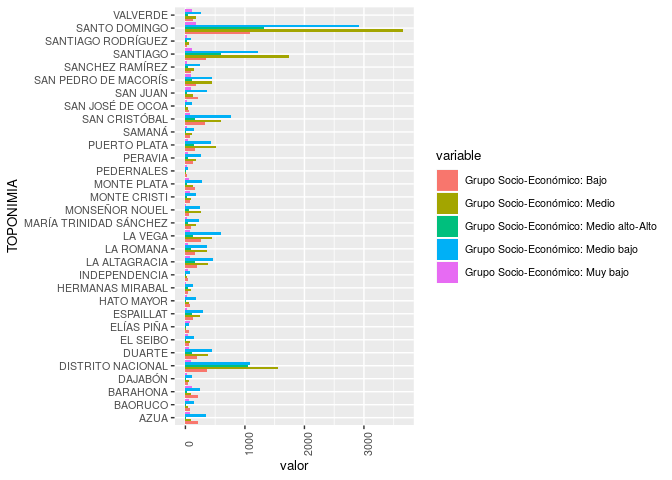 VALVERDE
SANTO DOMINGO
SANTIAGO RODRÍGUEZ
SANTIAGO
SANCHEZ RAMÍREZ
SAN PEDRO DE MACORÍS
SAN JUAN
SAN JOSÉ DE OCOA
SAN CRISTÓBAL
SAMANÁ
PUERTO PLATA
PERAVIA
PEDERNALES
MONTE PLATA
MONTE CRISTI
MONSEÑOR NOUEL
MARÍA TRINIDAD SÁNCHEZ
LA VEGA
LA ROMANA
LA ALTAGRACIA
INDEPENDENCIA
HERMANAS MIRABAL
HATO MAYOR
ESPAILLAT
ELÍAS PIÑA
EL SEIBO
DUARTE
DISTRITO NACIONAL
DAJABÓN
BARAHONA
BAORUCO
AZUA
TOPONIMIA
0
1000
2000
3000
valor
variable
Grupo Socio-Económico: Bajo
Grupo Socio-Económico: Medio
Grupo Socio-Económico: Medio alto-Alto
Grupo Socio-Económico: Medio bajo
Grupo Socio-Económico: Muy bajo